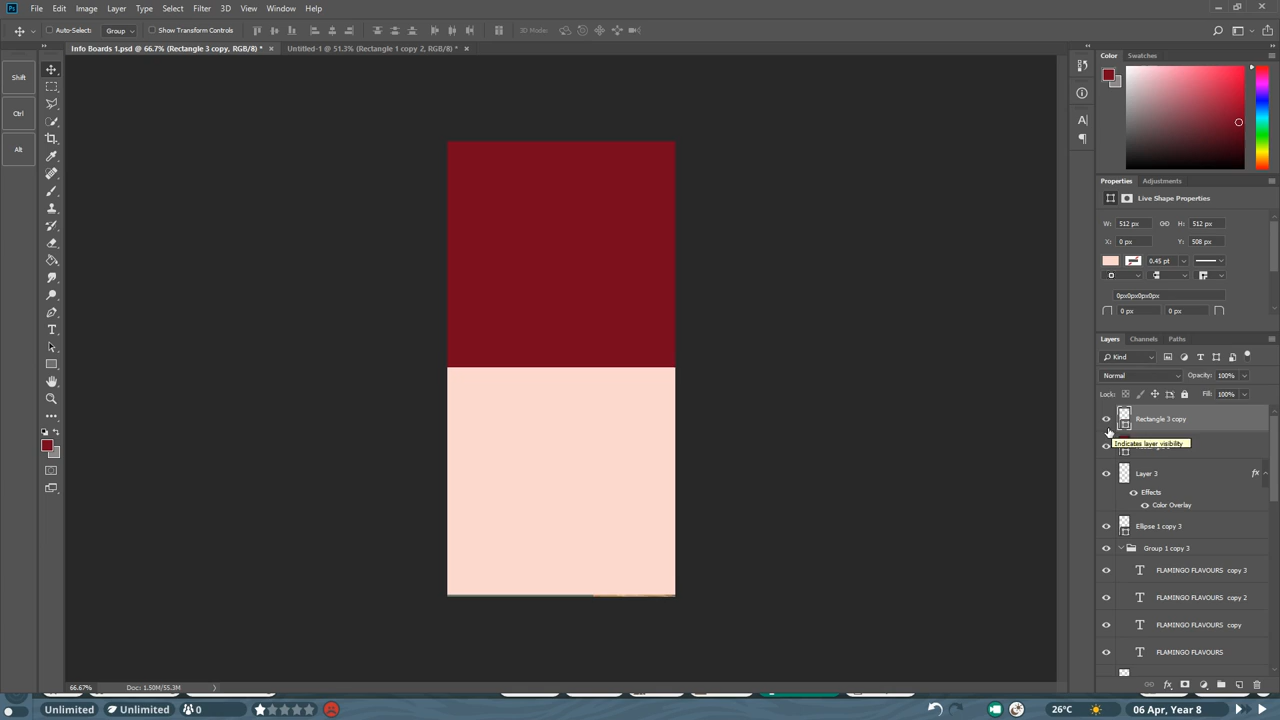 Ps File Edit Image Layer Type Select Filter 3D View Window Help
Auto-Select: Group Show Transform Controls 3D Mode:
Info Boards 1.psd @ 66.7% (Rectangle 3 copy, RGB/8) * × Untitled-1 @ 51.3% (Rectangle 1 copy 2, RGB/8) * ×
Shift
Ctrl
Alt
Color Swatches
Properties Adjustments
Live Shape Properties
W: 512 px H: 512 px
X: 0 px Y: 508 px
0.45 pt
0px0px0px0px
0 px 0 px
Layers Channels Paths
Kind
Normal Opacity: 100%
Lock: Fill: 100%
Rectangle 3 copy
Indicates layer visibility
Layer 3 fx
Effects
Color Overlay
Ellipse 1 copy 3
Group 1 copy 3
FLAMINGO FLAVOURS copy 3
FLAMINGO FLAVOURS copy 2
FLAMINGO FLAVOURS copy
FLAMINGO FLAVOURS
66.67% Doc: 1.50M/55.3M
Unlimited Unlimited 0 26°C 06 Apr, Year 8